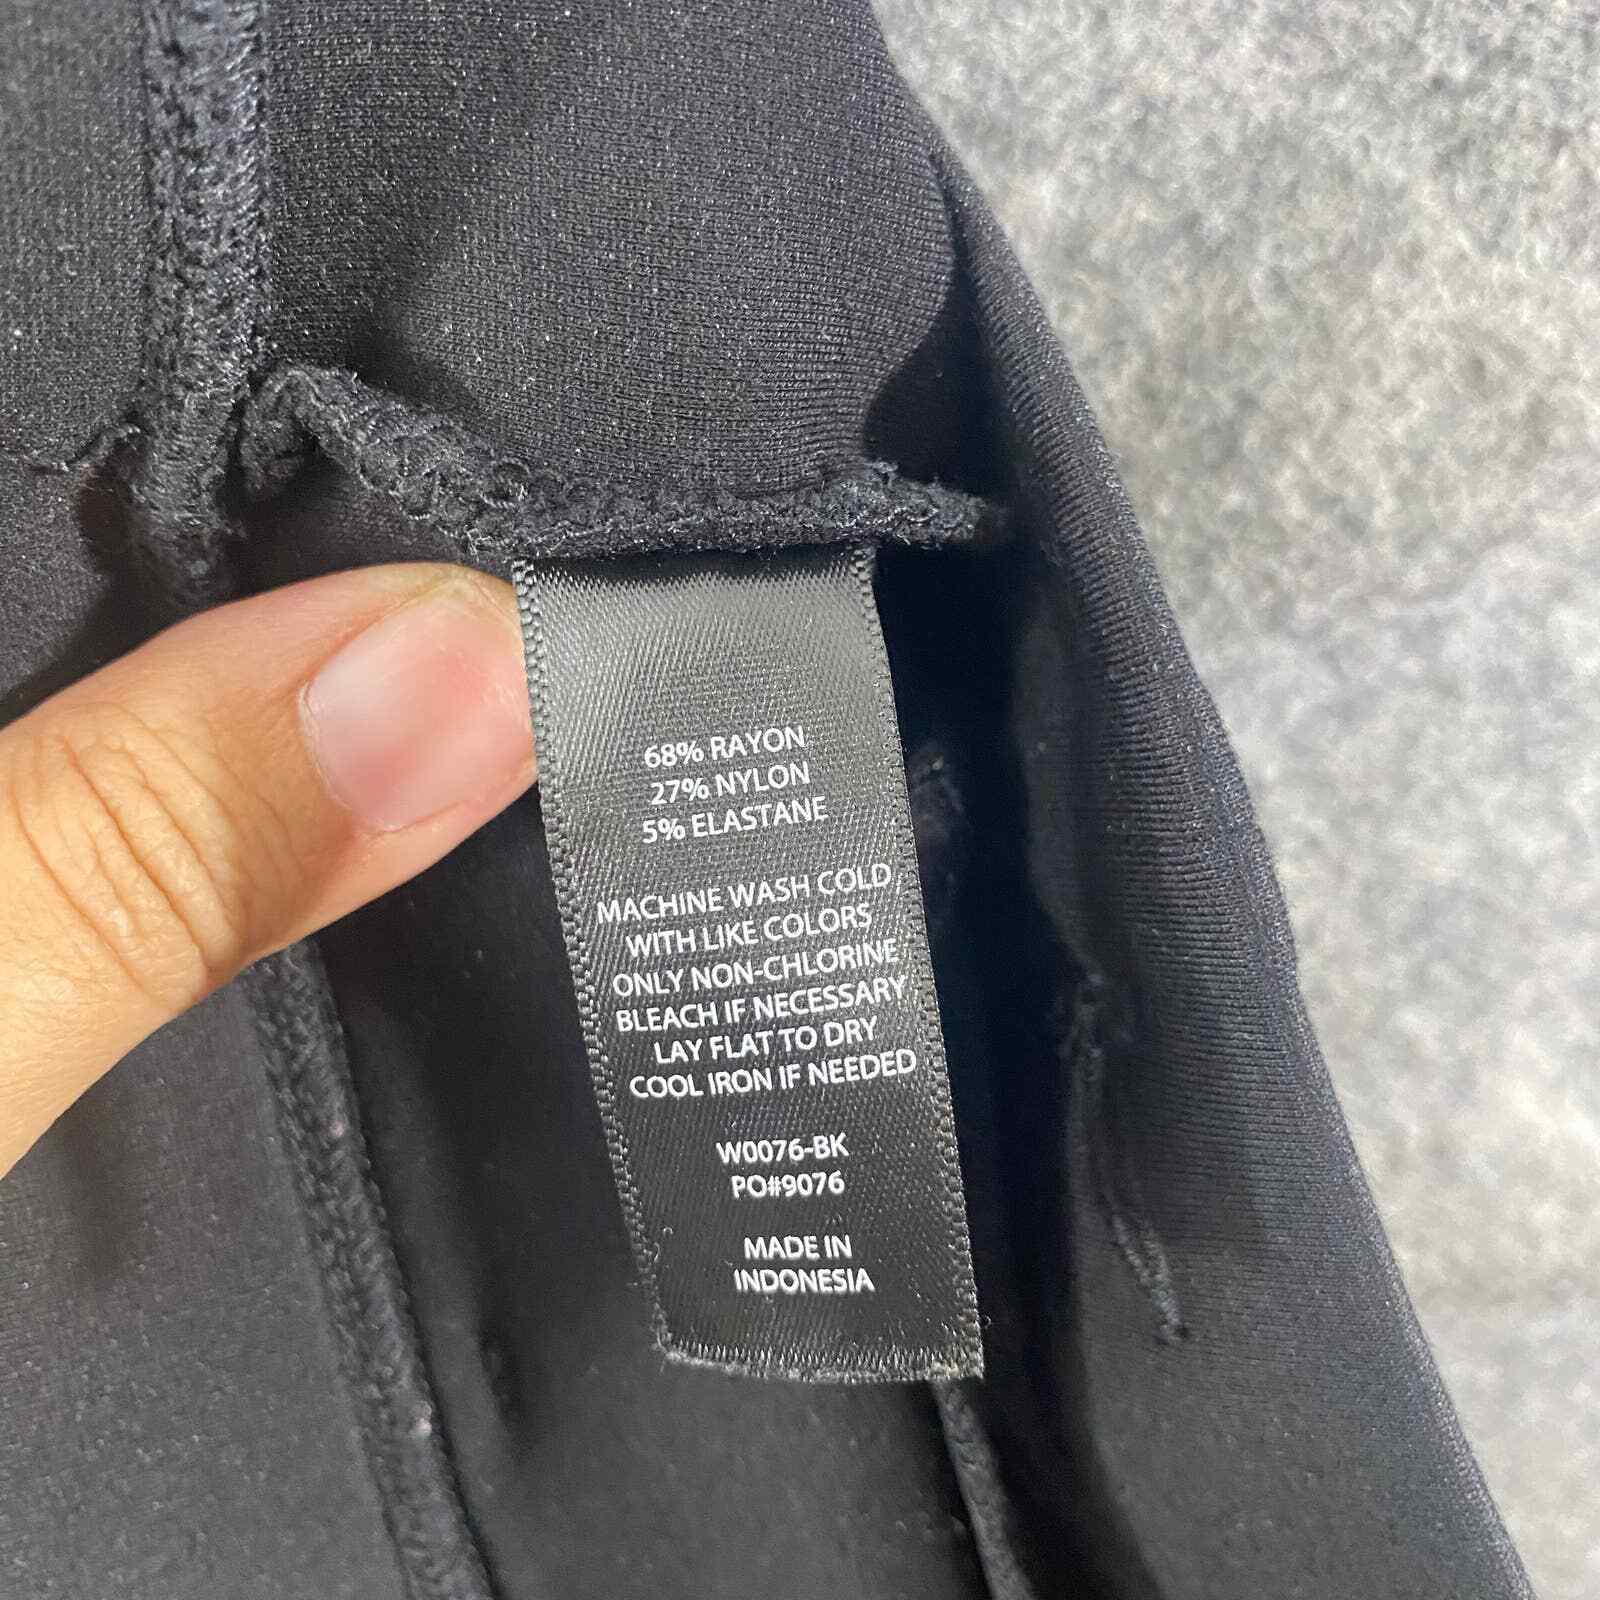 68% RAYON
27% NYLON
5% ELASTANE
MACHINE WASH COLD
WITH LIKE COLORS
ONLY NON-CHLORINE
BLEACH IF NECESSARY
LAY FLAT TO DRY
COOL IRON IF NEEDED
W0076-BK
PO#9076
MADE IN
INDONESIA